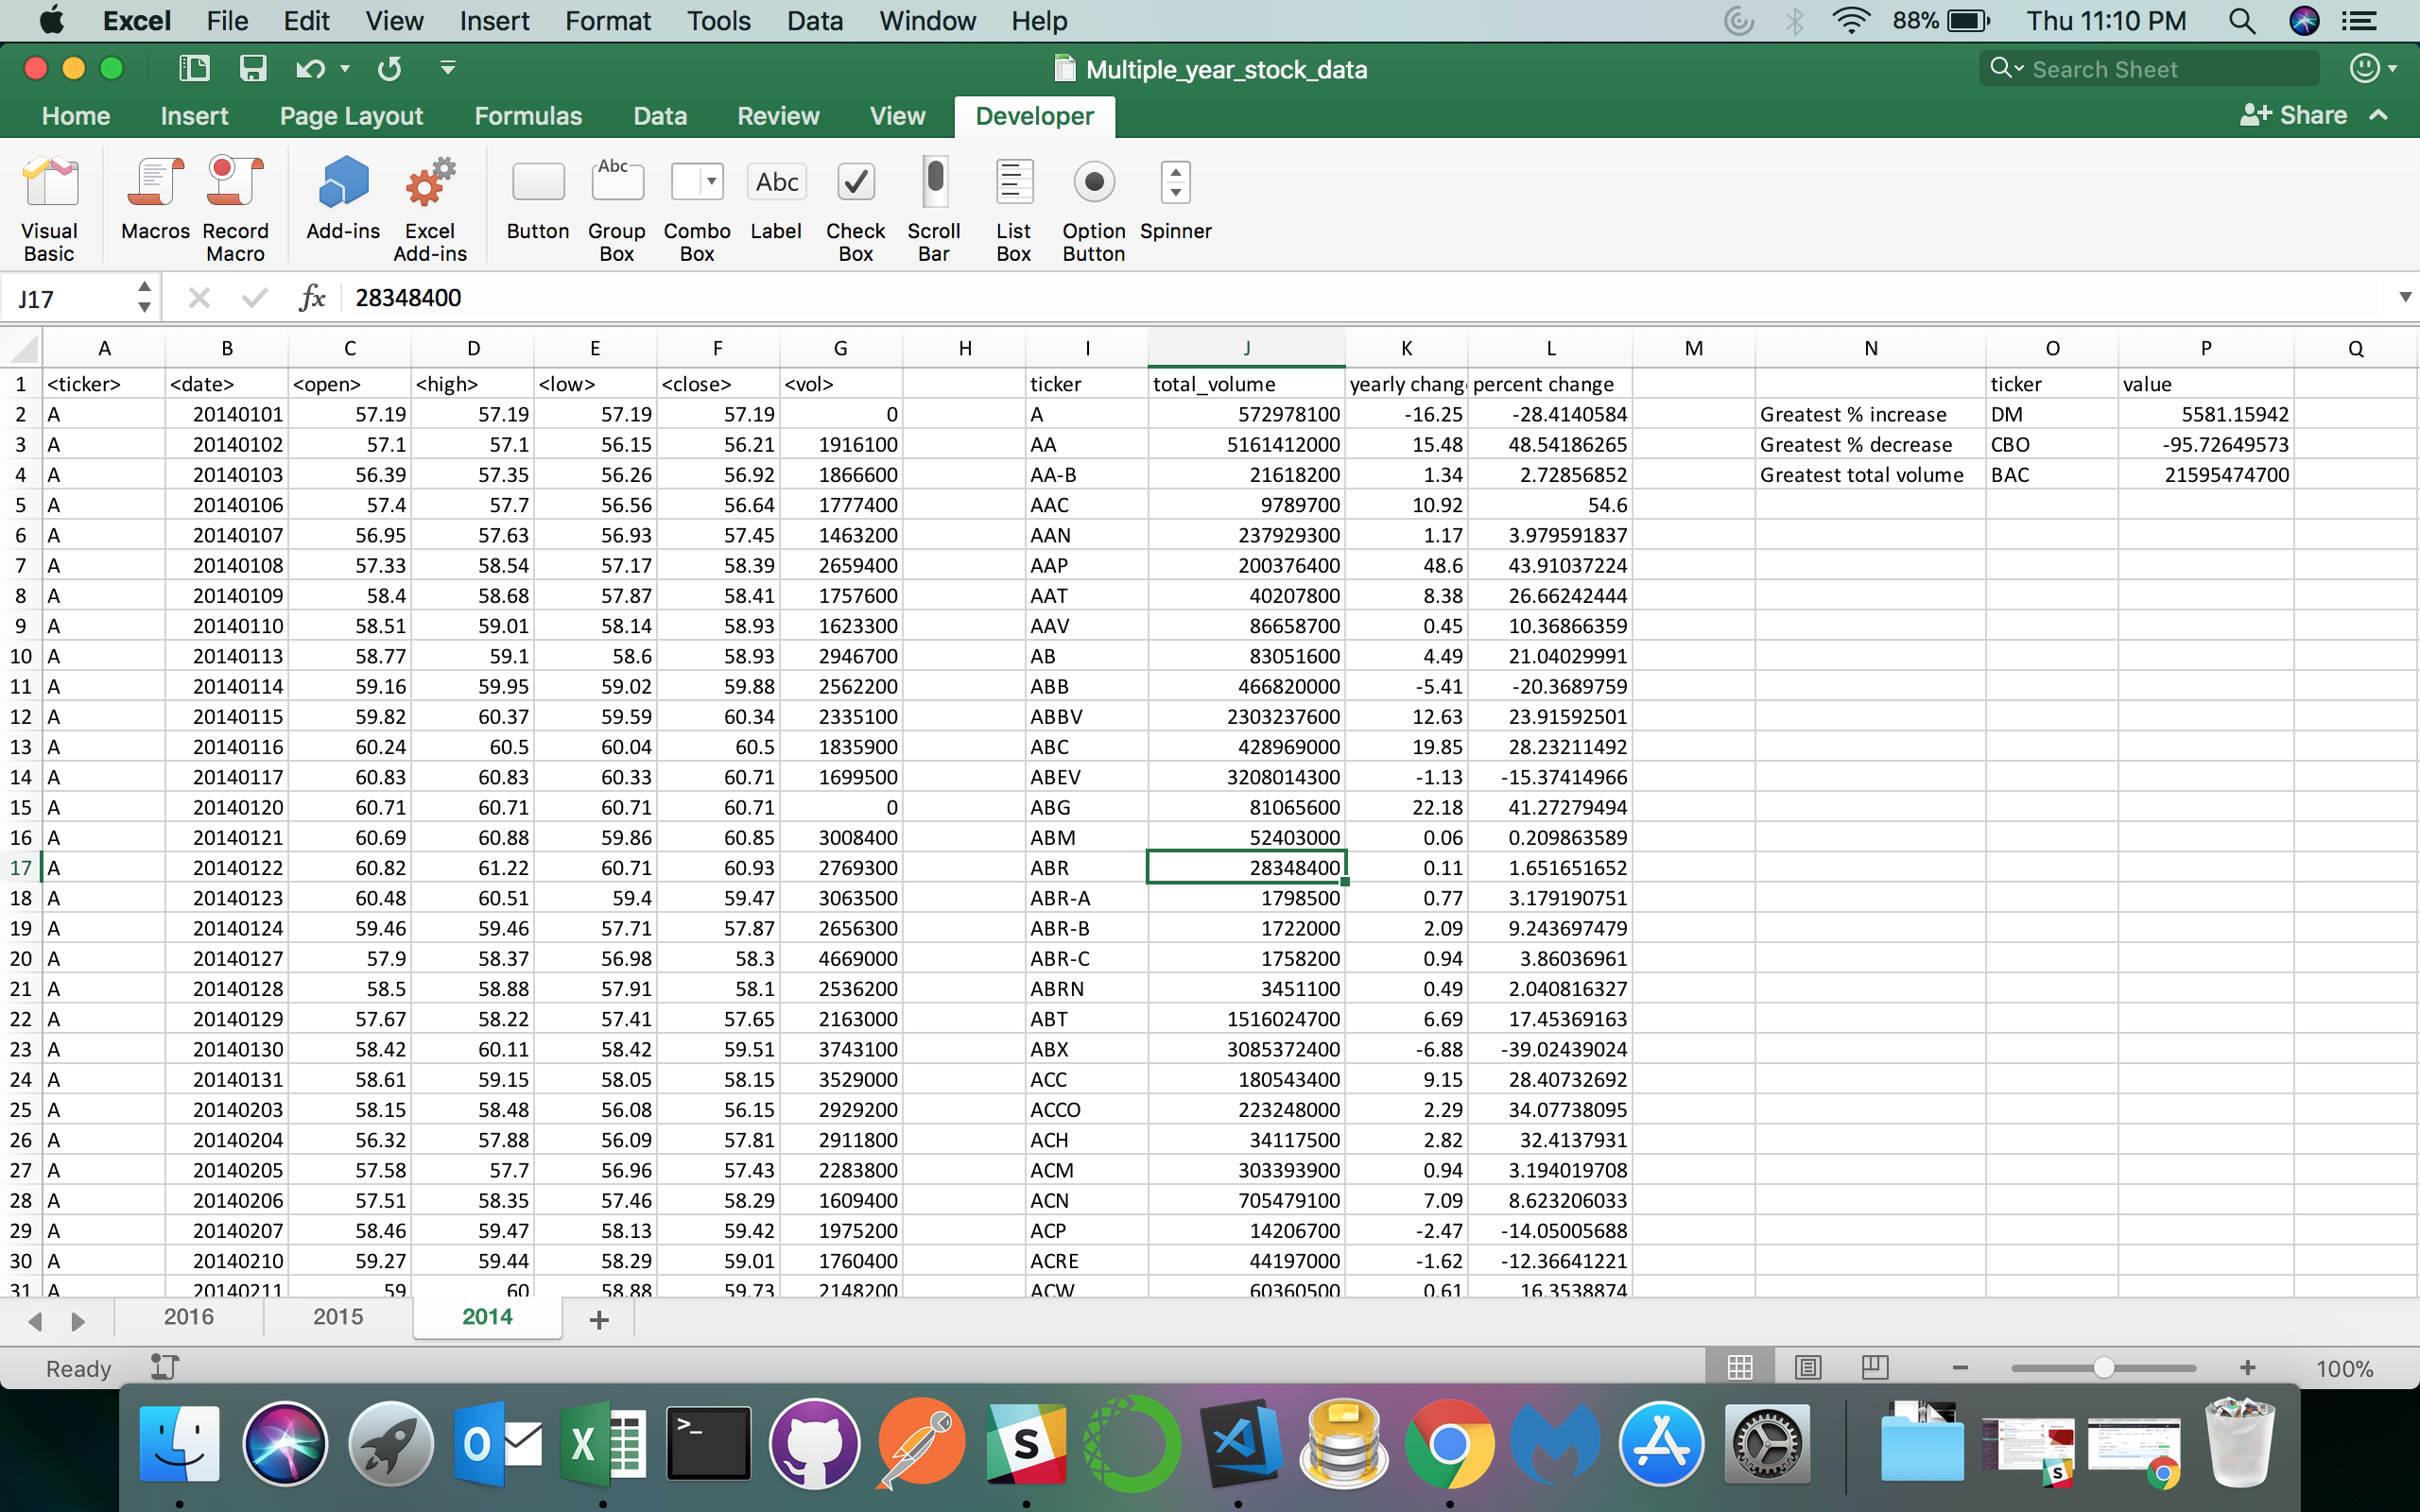 Excel File Edit View Insert Format Tools Data Window Help 88% Thu 11:10 PM
Multiple_year_stock_data Search Sheet
Home Insert Page Layout Formulas Data Review View Developer Share
Visual Basic Macros Record Macro Add-ins Excel Add-ins Button Group Box Combo Box Label Check Box Scroll Bar List Box Option Button Spinner
Abc Abc
J17 fx 28348400
A B C D E F G H I J K L M N O P Q
1 <ticker> <date> <open> <high> <low> <close> <vol> ticker total_volume yearly chang percent change ticker value
2 A 20140101 57.19 57.19 57.19 57.19 0 A 572978100 -16.25 -28.4140584 Greatest % increase DM 5581.15942
3 A 20140102 57.1 57.1 56.15 56.21 1916100 AA 5161412000 15.48 48.54186265 Greatest % decrease CBO -95.72649573
4 A 20140103 56.39 57.35 56.26 56.92 1866600 AA-B 21618200 1.34 2.72856852 Greatest total volume BAC 21595474700
5 A 20140106 57.4 57.7 56.56 56.64 1777400 AAC 9789700 10.92 54.6
6 A 20140107 56.95 57.63 56.93 57.45 1463200 AAN 237929300 1.17 3.979591837
7 A 20140108 57.33 58.54 57.17 58.39 2659400 AAP 200376400 48.6 43.91037224
8 A 20140109 58.4 58.68 57.87 58.41 1757600 AAT 40207800 8.38 26.66242444
9 A 20140110 58.51 59.01 58.14 58.93 1623300 AAV 86658700 0.45 10.36866359
10 A 20140113 58.77 59.1 58.6 58.93 2946700 AB 83051600 4.49 21.04029991
11 A 20140114 59.16 59.95 59.02 59.88 2562200 ABB 466820000 -5.41 -20.3689759
12 A 20140115 59.82 60.37 59.59 60.34 2335100 ABBV 2303237600 12.63 23.91592501
13 A 20140116 60.24 60.5 60.04 60.5 1835900 ABC 428969000 19.85 28.23211492
14 A 20140117 60.83 60.83 60.33 60.71 1699500 ABEV 3208014300 -1.13 -15.37414966
15 A 20140120 60.71 60.71 60.71 60.71 0 ABG 81065600 22.18 41.27279494
16 A 20140121 60.69 60.88 59.86 60.85 3008400 ABM 52403000 0.06 0.209863589
17 A 20140122 60.82 61.22 60.71 60.93 2769300 ABR 28348400 0.11 1.651651652
18 A 20140123 60.48 60.51 59.4 59.47 3063500 ABR-A 1798500 0.77 3.179190751
19 A 20140124 59.46 59.46 57.71 57.87 2656300 ABR-B 1722000 2.09 9.243697479
20 A 20140127 57.9 58.37 56.98 58.3 4669000 ABR-C 1758200 0.94 3.86036961
21 A 20140128 58.5 58.88 57.91 58.1 2536200 ABRN 3451100 0.49 2.040816327
22 A 20140129 57.67 58.22 57.41 57.65 2163000 ABT 1516024700 6.69 17.45369163
23 A 20140130 58.42 60.11 58.42 59.51 3743100 ABX 3085372400 -6.88 -39.02439024
24 A 20140131 58.61 59.15 58.05 58.15 3529000 ACC 180543400 9.15 28.40732692
25 A 20140203 58.15 58.48 56.08 56.15 2929200 ACCO 223248000 2.29 34.07738095
26 A 20140204 56.32 57.88 56.09 57.81 2911800 ACH 34117500 2.82 32.4137931
27 A 20140205 57.58 57.7 56.96 57.43 2283800 ACM 303393900 0.94 3.194019708
28 A 20140206 57.51 58.35 57.46 58.29 1609400 ACN 705479100 7.09 8.623206033
29 A 20140207 58.46 59.47 58.13 59.42 1975200 ACP 14206700 -2.47 -14.05005688
30 A 20140210 59.27 59.44 58.29 59.01 1760400 ACRE 44197000 -1.62 -12.36641221
31 A 20140211 59 60 58.88 59.73 2148200 ACW 60360500 0.61 16.3538874
2016 2015 2014 +
Ready 100%